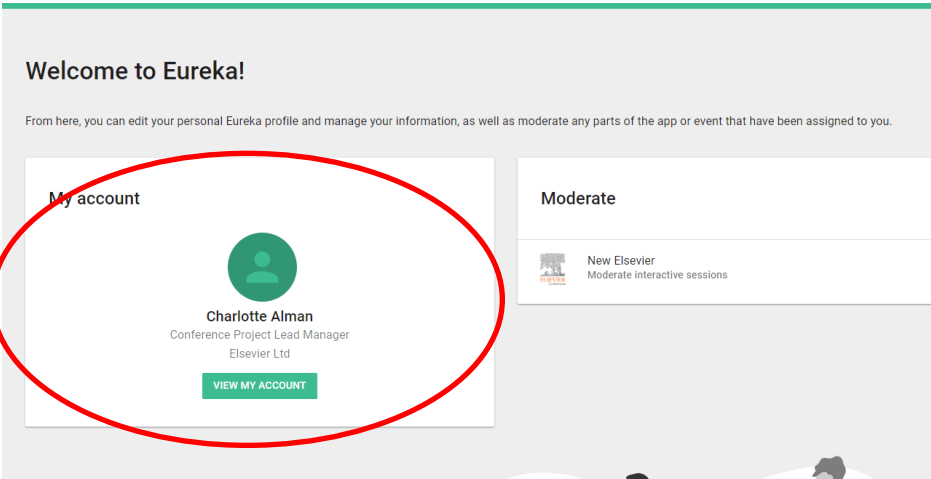 Welcome to Eureka!
From here, you can edit your personal Eureka profile and manage your information, as well as moderate any parts of the app or event that have been assigned to you.
My account
Charlotte Alman
Conference Project Lead Manager
Elsevier Ltd
VIEW MY ACCOUNT
Moderate
ELSEVIER
New Elsevier
Moderate interactive sessions